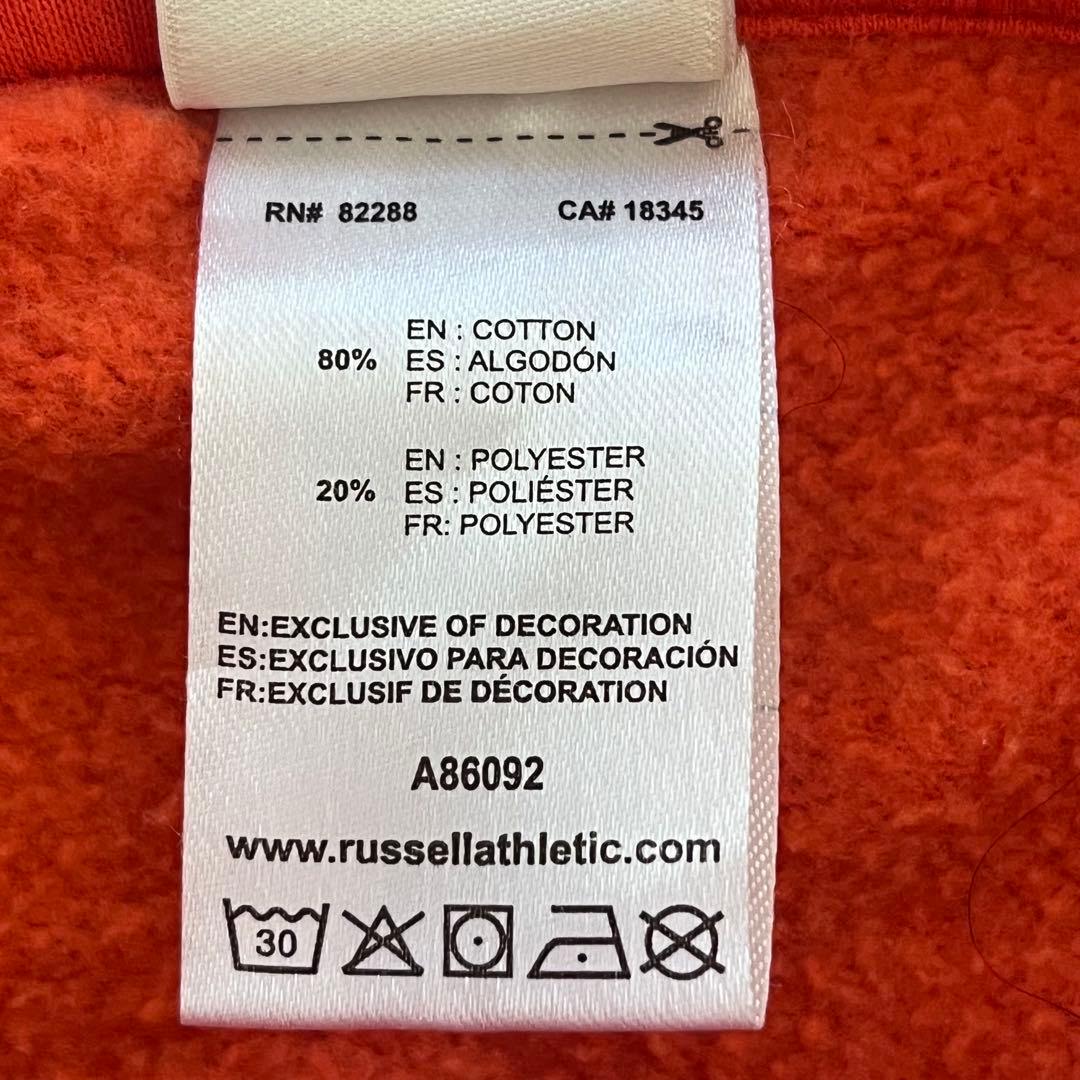 RN# 82288 CA# 18345
EN : COTTON
80% ES : ALGODÓN
FR : COTON
EN : POLYESTER
20% ES : POLIÉSTER
FR: POLYESTER
EN:EXCLUSIVE OF DECORATION
ES:EXCLUSIVO PARA DECORACIÓN
FR:EXCLUSIF DE DÉCORATION
A86092
www.russellathletic.com
30